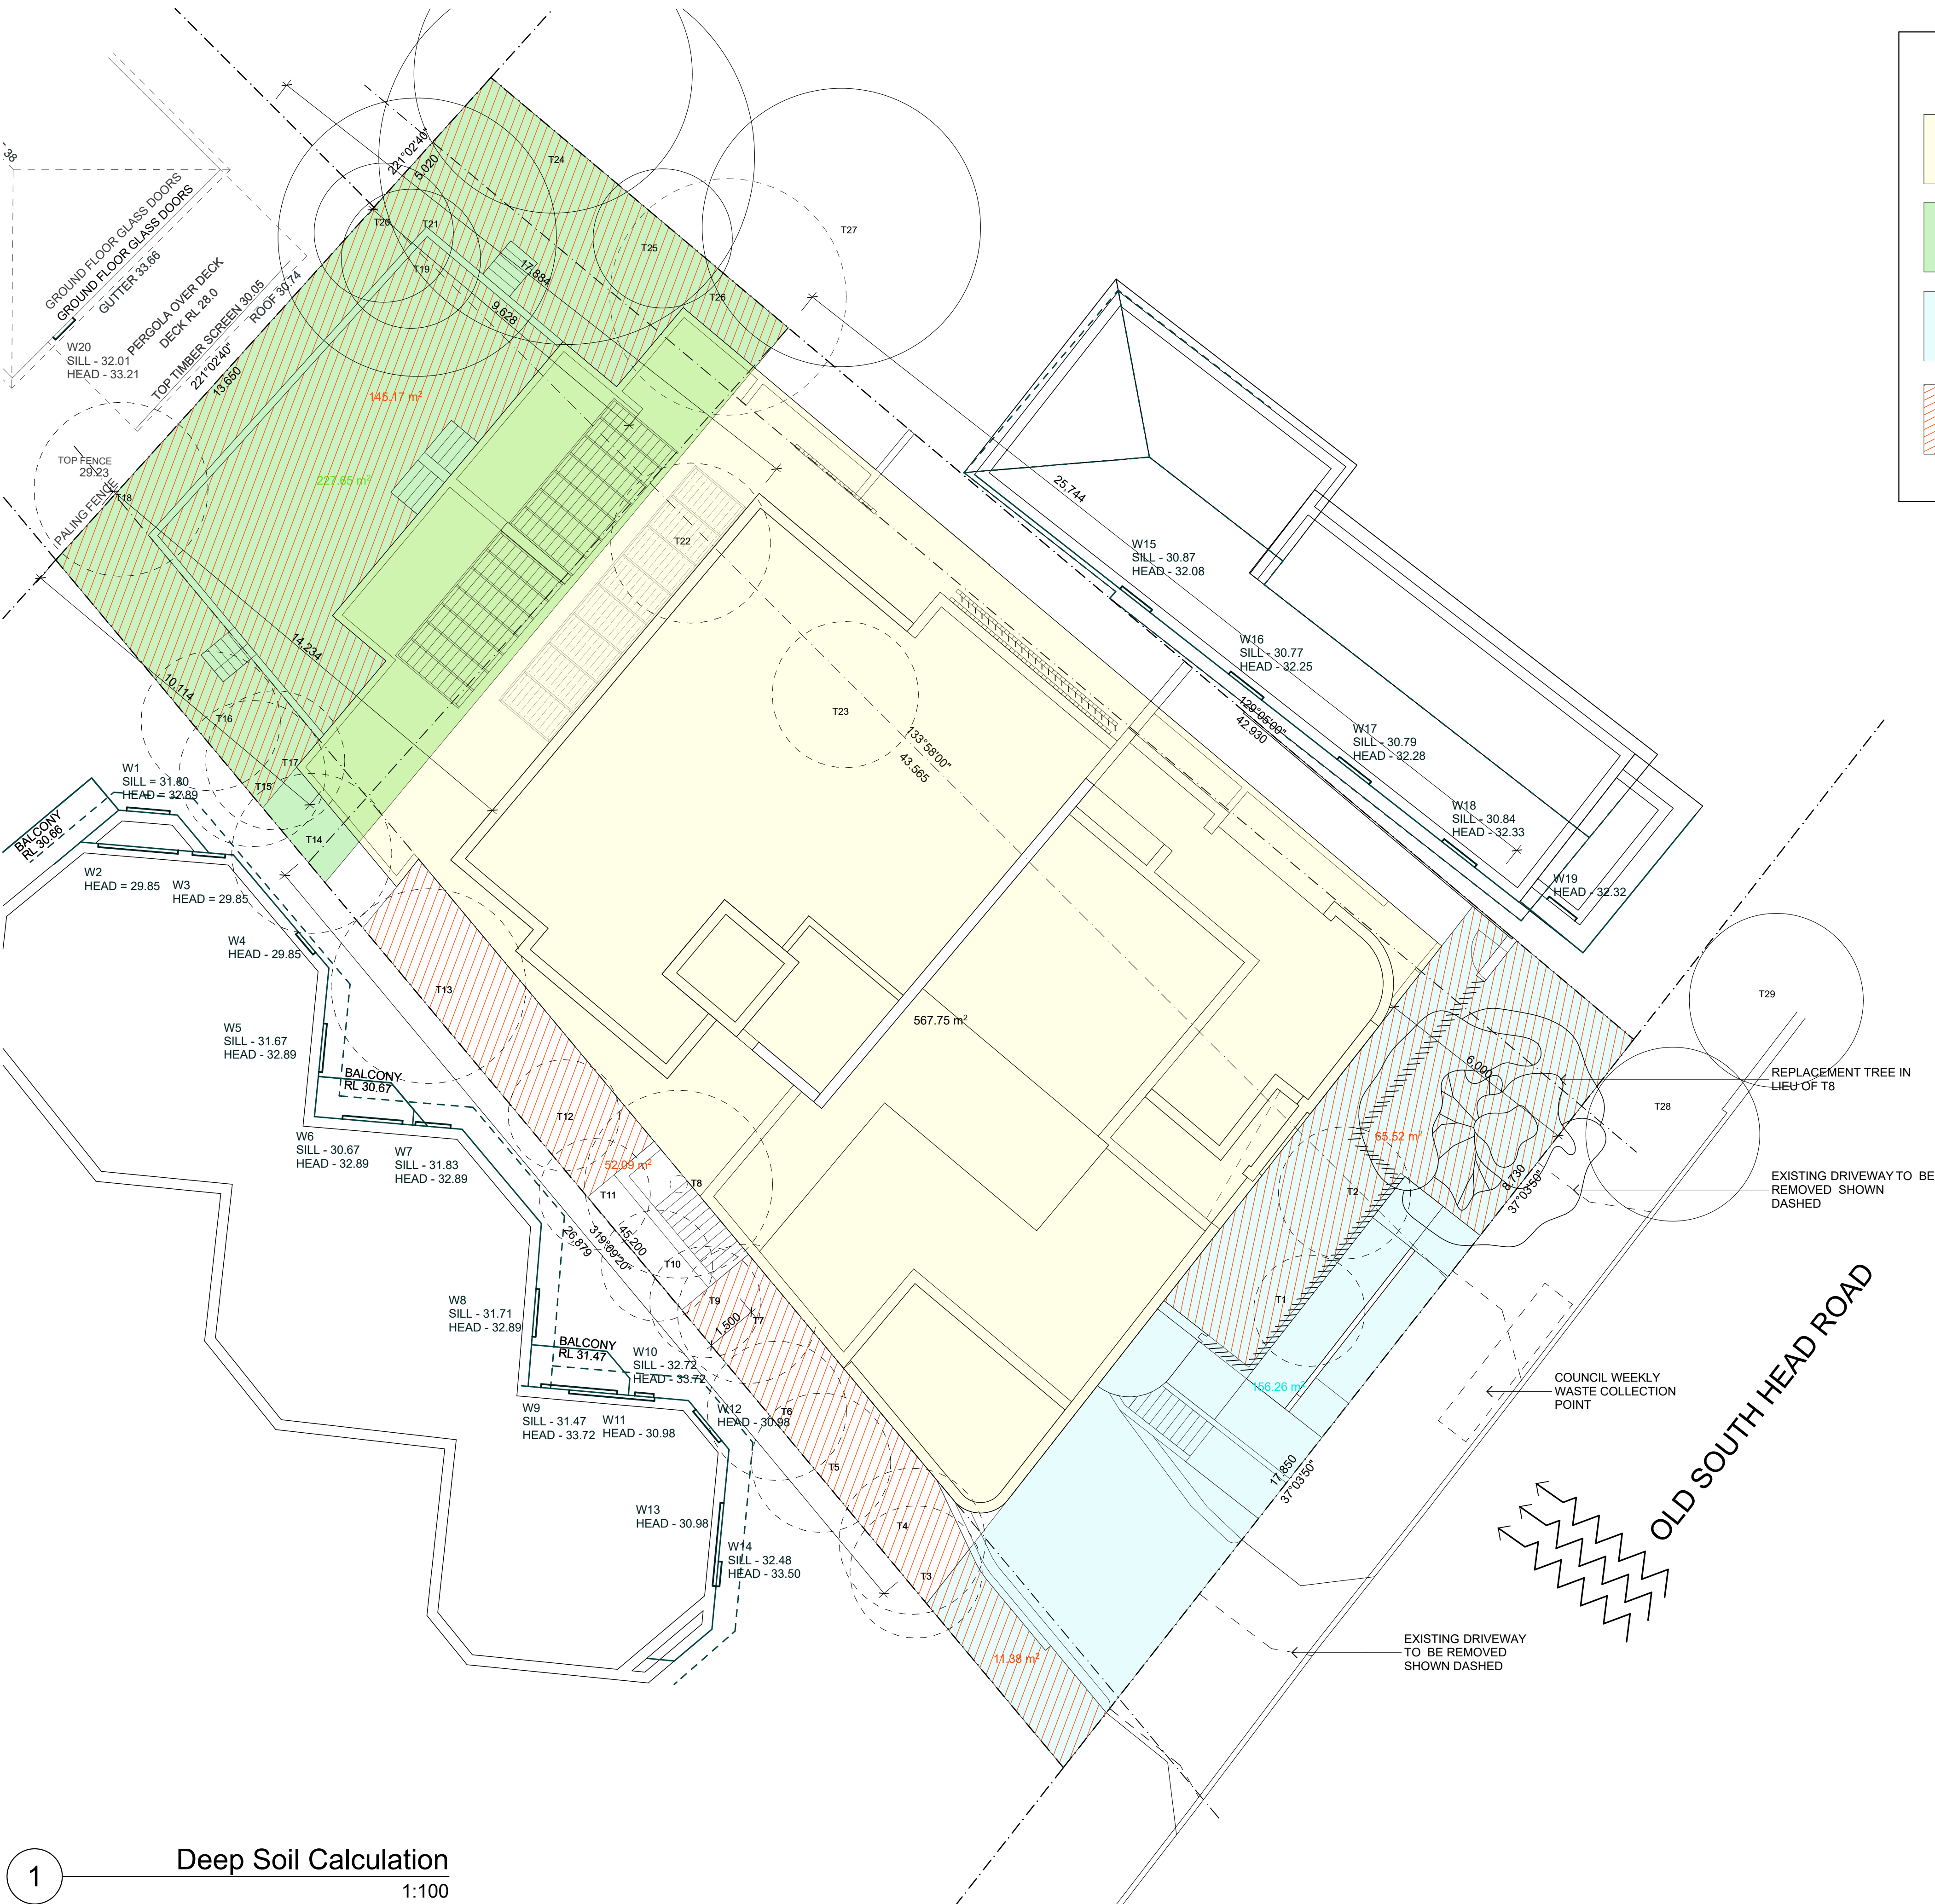 38
GROUND FLOOR GLASS DOORS
GROUND FLOOR GLASS DOORS
GUTTER 33.66
PERGOLA OVER DECK
DECK RL 28.0
TOP TIMBER SCREEN 30.05
ROOF 30.74
221°02'40"
13.650
221°02'40"
5.020
W20
SILL - 32.01
HEAD - 33.21
TOP FENCE
29.23
PALING FENCE
T18
T20
T21
T19
T24
T25
T26
T27
17,884
9,628
145.17 m²
227.65 m²
14,234
10,114
T16
T17
T15
T14
T22
T23
133°58'00"
43.565
25,744
129°05'00"
42.930
W15
SILL - 30.87
HEAD - 32.08
W16
SILL - 30.77
HEAD - 32.25
W17
SILL - 30.79
HEAD - 32.28
W18
SILL - 30.84
HEAD - 32.33
W19
HEAD - 32.32
W1
SILL = 31.80
HEAD = 32.89
BALCONY
RL 30.66
W2
HEAD = 29.85
W3
HEAD = 29.85
W4
HEAD - 29.85
W5
SILL - 31.67
HEAD - 32.89
BALCONY
RL 30.67
W6
SILL - 30.67
HEAD - 32.89
W7
SILL - 31.83
HEAD - 32.89
T13
T12
T11
52.09 m²
T8
T10
T9
T7
1,500
567.75 m²
26,879
319°09'20"
45.200
W8
SILL - 31.71
HEAD - 32.89
BALCONY
RL 31.47
W9
SILL - 31.47
HEAD - 33.72
W10
SILL - 32.72
HEAD - 33.72
W11
HEAD - 30.98
W12
HEAD - 30.98
W13
HEAD - 30.98
W14
SILL - 32.48
HEAD - 33.50
T6
T5
T4
T3
11.38 m²
T29
T28
6,000
65.52 m²
T2
T1
8.730
37°03'50"
156.26 m²
17.850
37°03'50"
REPLACEMENT TREE IN
LIEU OF T8
EXISTING DRIVEWAY TO BE
REMOVED SHOWN
DASHED
COUNCIL WEEKLY
WASTE COLLECTION
POINT
OLD SOUTH HEAD ROAD
EXISTING DRIVEWAY
TO BE REMOVED
SHOWN DASHED
1
Deep Soil Calculation
1:100